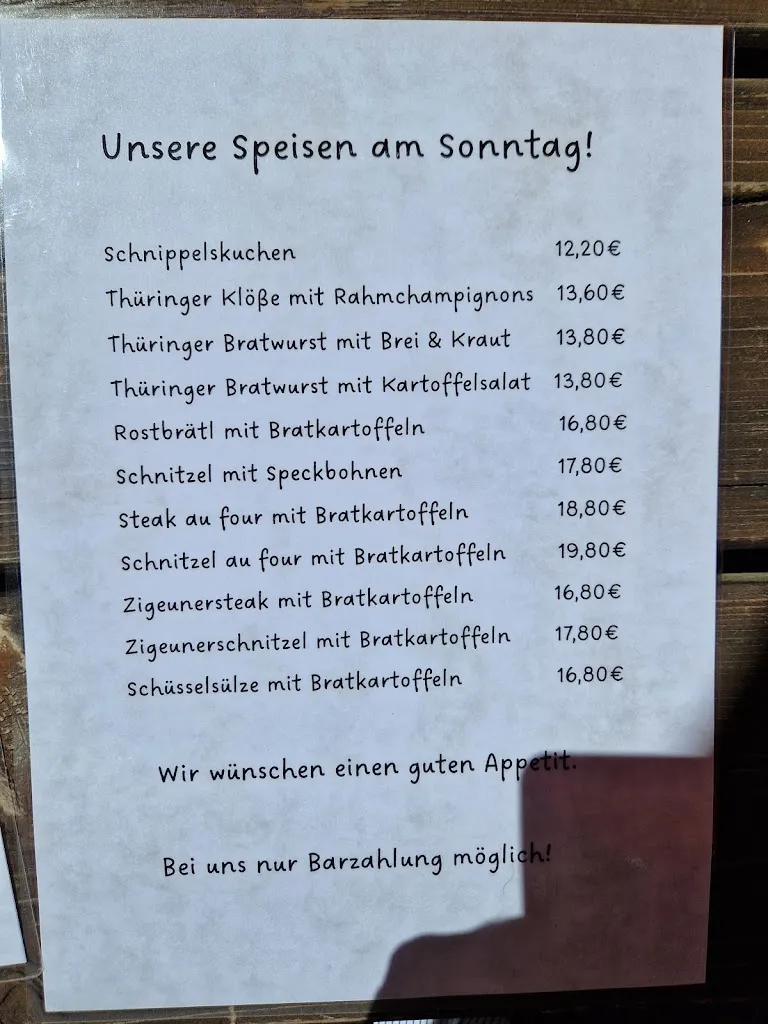 Unsere Speisen am Sonntag!
Schnippelskuchen 12,20€
Thüringer Klöße mit Rahmchampignons 13,60€
Thüringer Bratwurst mit Brei & Kraut 13,80€
Thüringer Bratwurst mit Kartoffelsalat 13,80€
Rostbrätl mit Bratkartoffeln 16,80€
Schnitzel mit Speckbohnen 17,80€
Steak au four mit Bratkartoffeln 18,80€
Schnitzel au four mit Bratkartoffeln 19,80€
Zigeunersteak mit Bratkartoffeln 16,80€
Zigeunerschnitzel mit Bratkartoffeln 17,80€
Schüsselsülze mit Bratkartoffeln 16,80€
Wir wünschen einen guten Appetit.
Bei uns nur Barzahlung möglich!